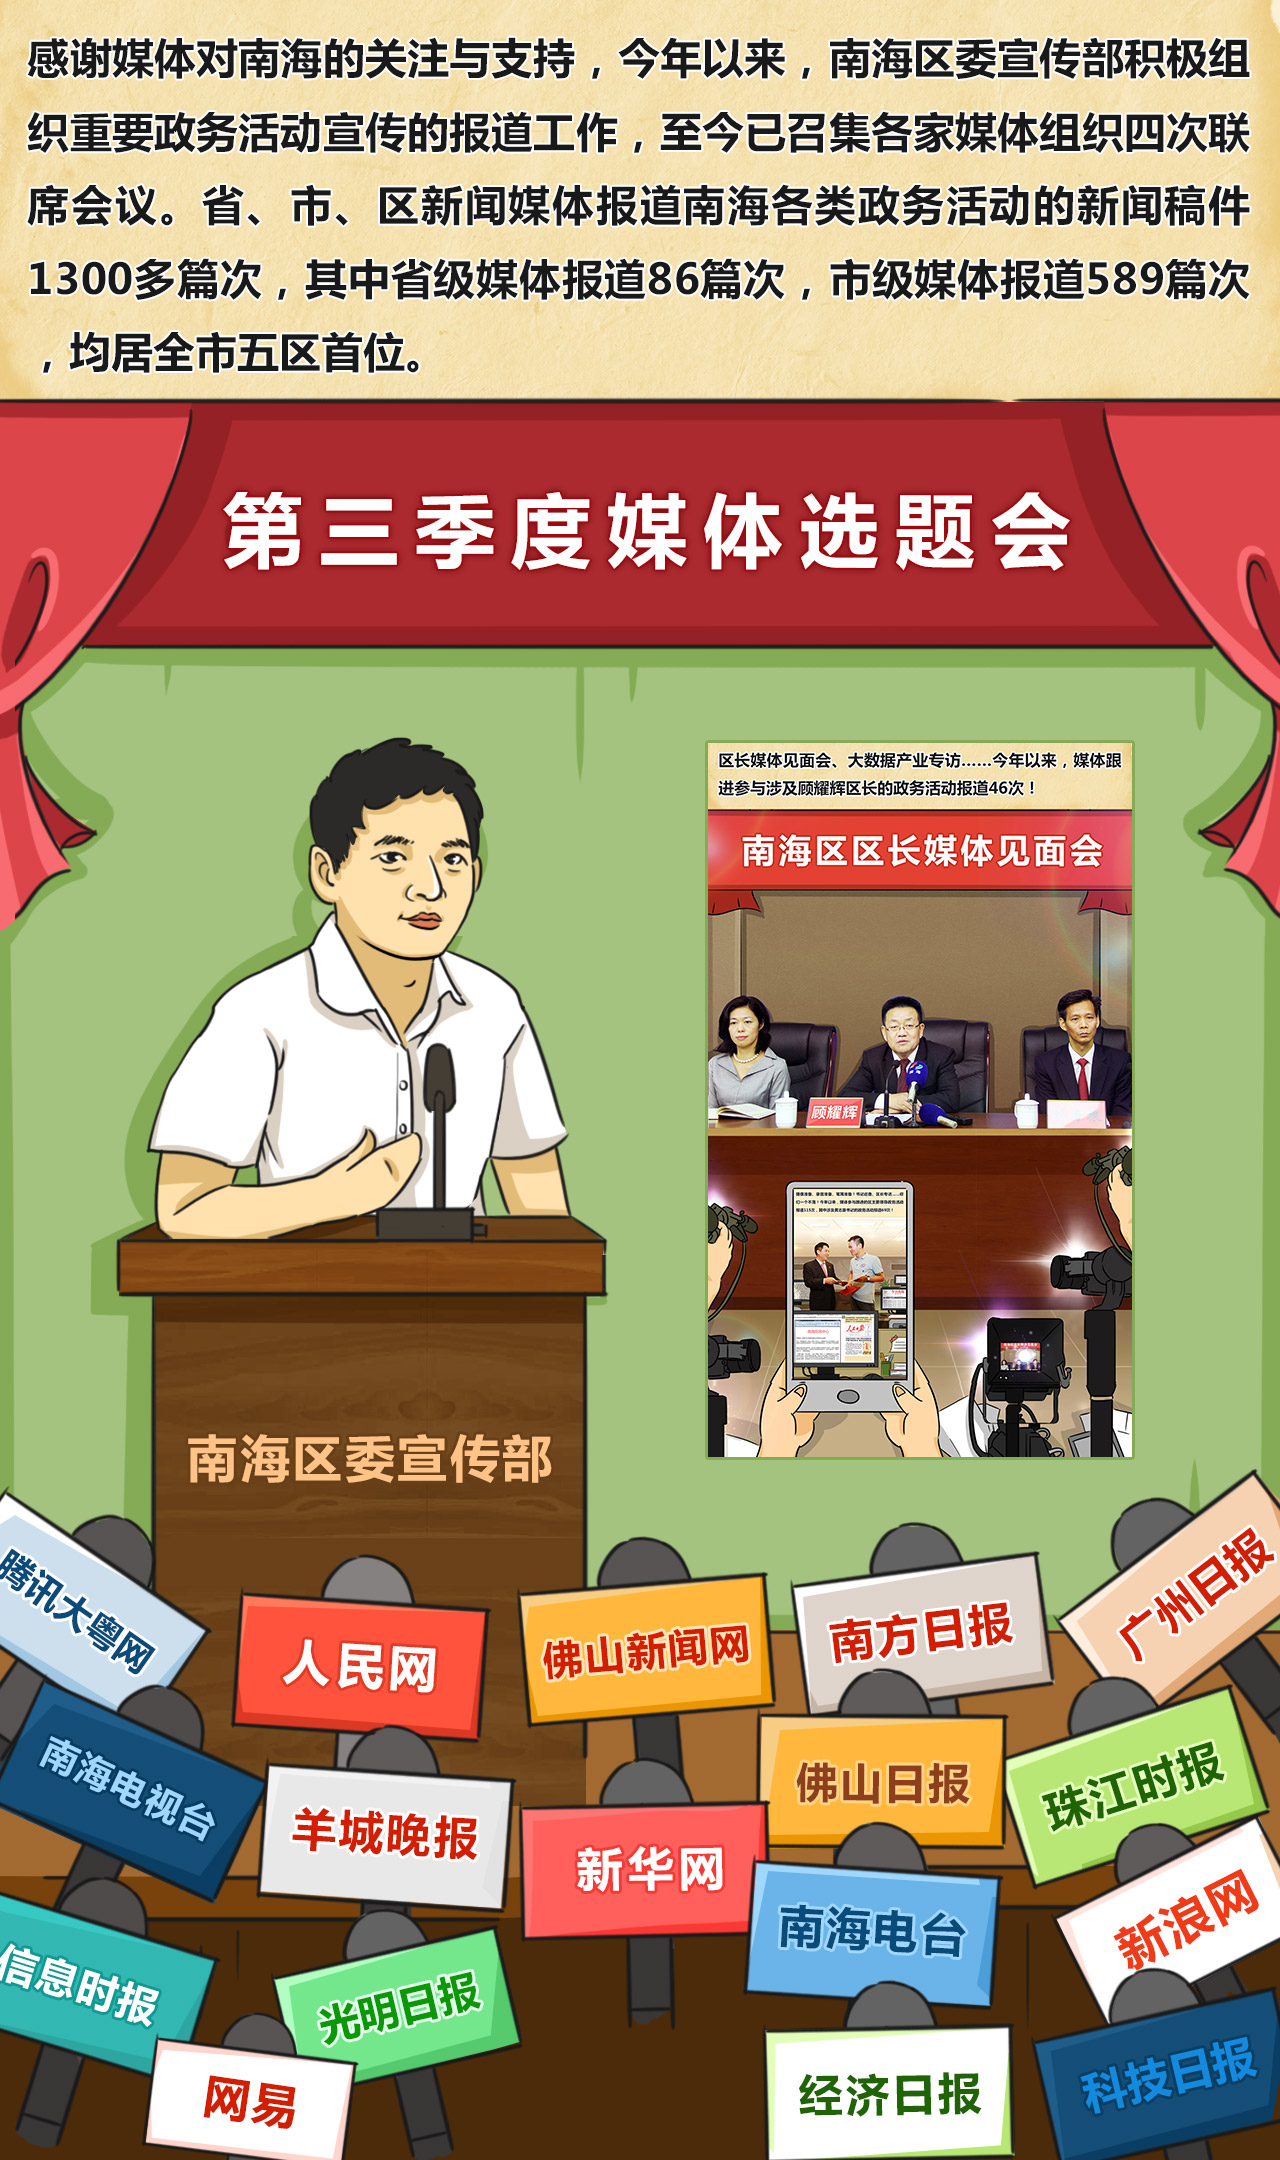 感谢媒体对南海的关注与支持，今年以来，南海区委宣传部积极组
织重要政务活动宣传的报道工作，至今已召集各家媒体组织四次联
席会议。省、市、区新闻媒体报道南海各类政务活动的新闻稿件
1300多篇次，其中省级媒体报道86篇次，市级媒体报道589篇次
，均居全市五区首位。
第三季度媒体选题会
区长媒体见面会、大数据产业专访……今年以来，媒体跟
进参与涉及顾耀辉区长的政务活动报道46次！
南海区区长媒体见面会
顾耀辉
南海区委宣传部
腾讯大粤网
人民网
佛山新闻网
南方日报
广州日报
南海电视台
羊城晚报
新华网
佛山日报
珠江时报
南海电台
新浪网
信息时报
光明日报
网易
经济日报
科技日报